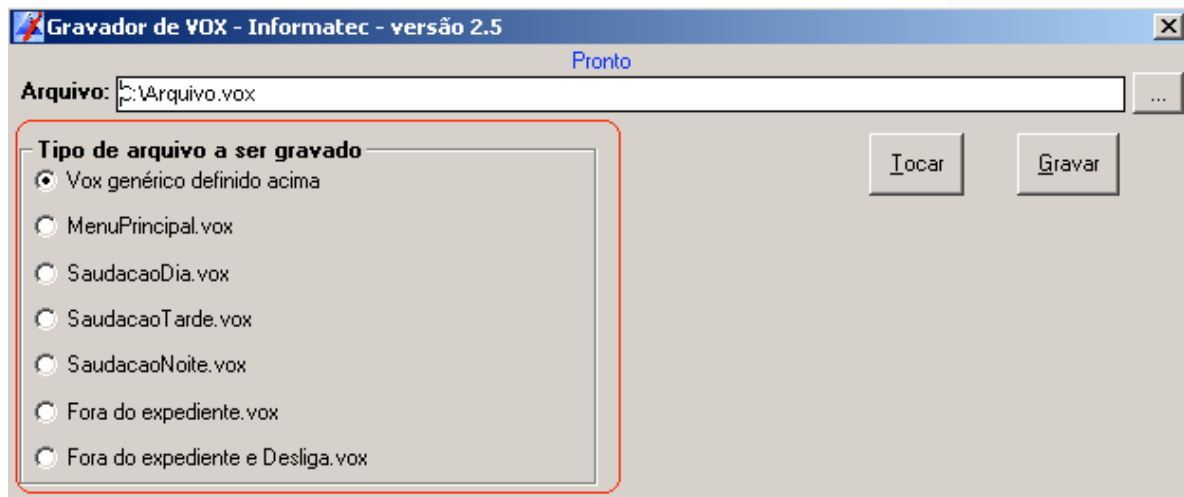 Gravador de VOX - Informatec - versão 2.5
Pronto
Arquivo: C:\Arquivo.vox ...
Tipo de arquivo a ser gravado
Tocar Gravar
Vox genérico definido acima
MenuPrincipal.vox
SaudacaoDia.vox
SaudacaoTarde.vox
SaudacaoNoite.vox
Fora do expediente.vox
Fora do expediente e Desliga.vox